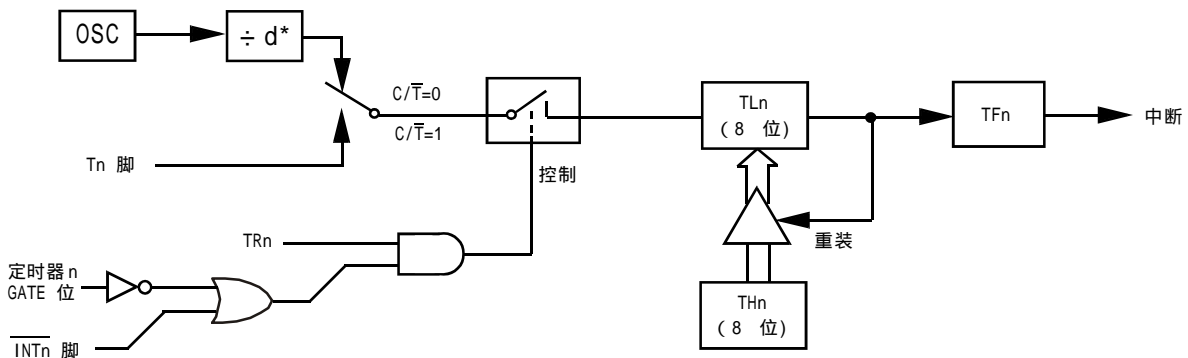 OSC
÷ d*
C/T̅=0
C/T̅=1
Tn 脚
控制
TLn
(8 位)
TFn
中断
重装
TRn
定时器n
GATE 位
I̅N̅T̅n̅ 脚
THn
(8 位)